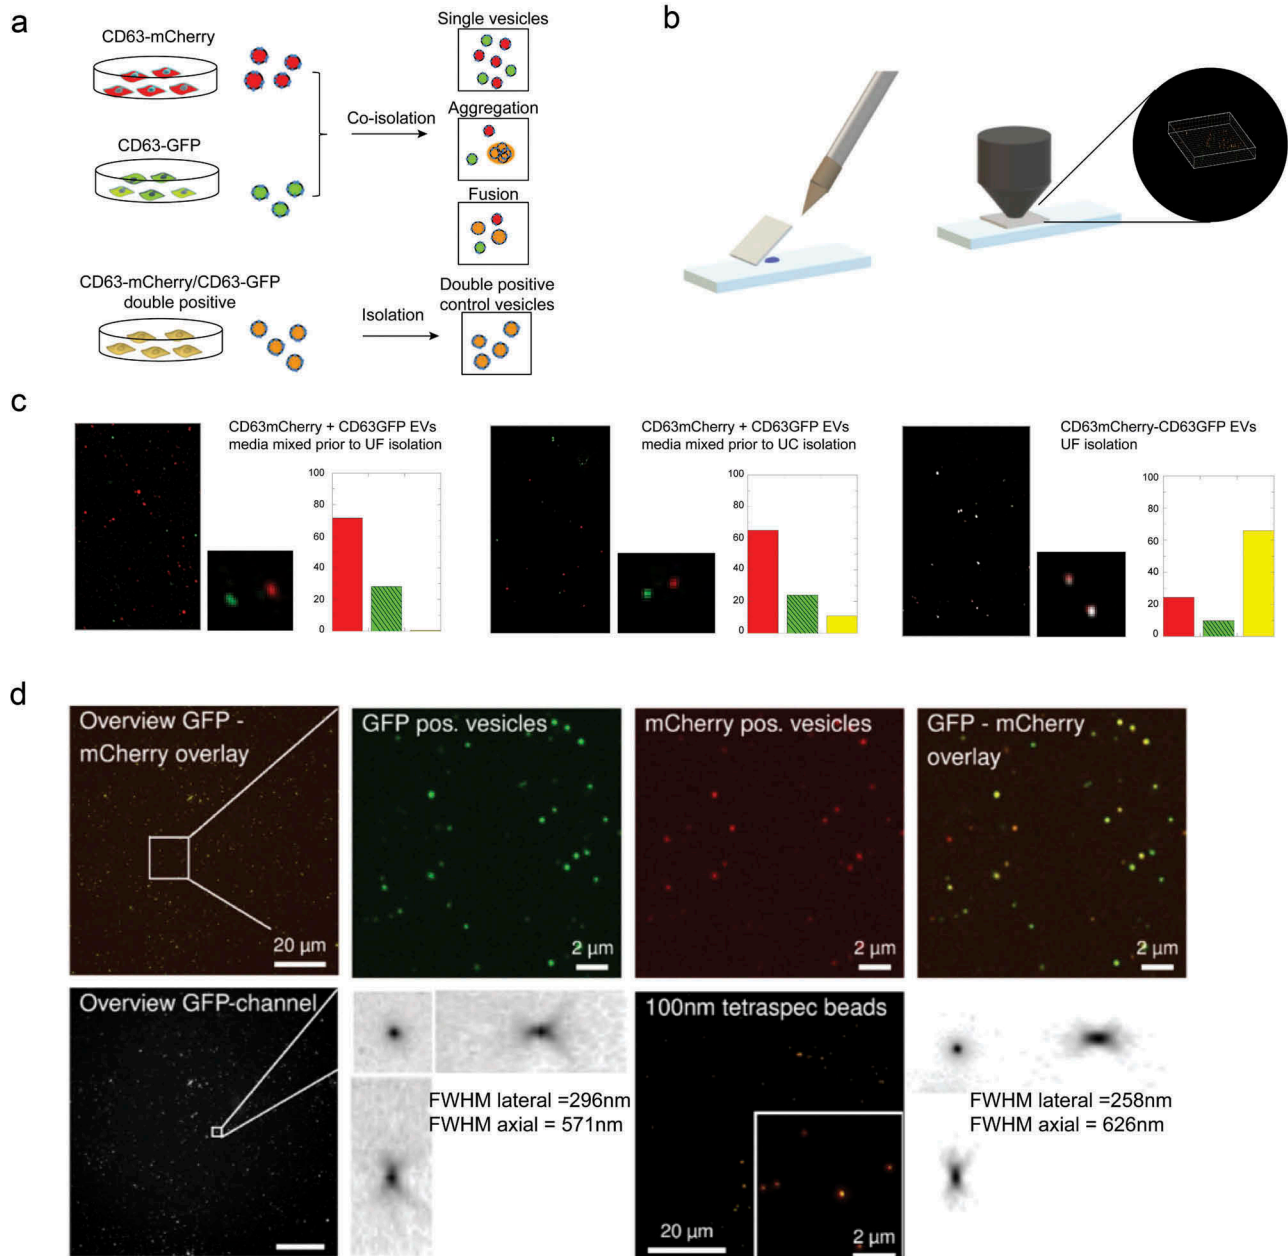 a
CD63-mCherry
CD63-GFP
Co-isolation
Single vesicles
Aggregation
Fusion
CD63-mCherry/CD63-GFP
double positive
Isolation
Double positive
control vesicles
b
c
CD63mCherry + CD63GFP EVs
media mixed prior to UF isolation
100
80
60
40
20
0
CD63mCherry + CD63GFP EVs
media mixed prior to UC isolation
100
80
60
40
20
0
CD63mCherry-CD63GFP EVs
UF isolation
100
80
60
40
20
0
d
Overview GFP -
mCherry overlay
20 µm
GFP pos. vesicles
2 µm
mCherry pos. vesicles
2 µm
GFP - mCherry
overlay
2 µm
Overview GFP-channel
FWHM lateral =296nm
FWHM axial = 571nm
100nm tetraspec beads
20 µm
2 µm
FWHM lateral =258nm
FWHM axial = 626nm